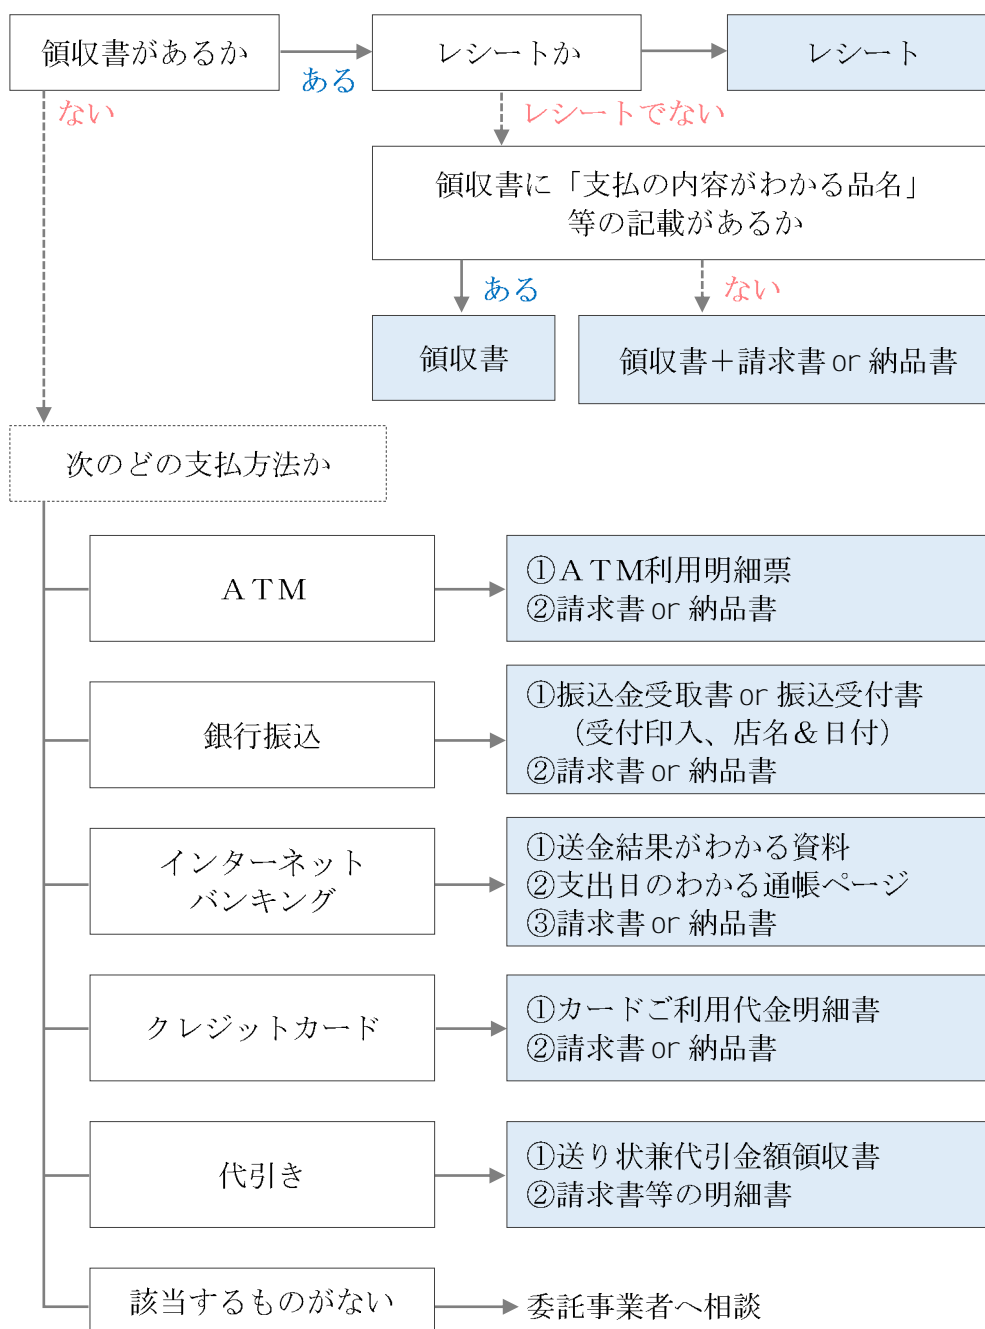 領収書があるか
ある
レシートか
レシート
ない
レシートでない
領収書に「支払の内容がわかる品名」
等の記載があるか
ある
ない
領収書
領収書＋請求書 or 納品書
次のどの支払方法か
ＡＴＭ
①ＡＴＭ利用明細票
②請求書 or 納品書
銀行振込
①振込金受取書 or 振込受付書
（受付印入、店名＆日付）
②請求書 or 納品書
インターネット
バンキング
①送金結果がわかる資料
②支出日のわかる通帳ページ
③請求書 or 納品書
クレジットカード
①カードご利用代金明細書
②請求書 or 納品書
代引き
①送り状兼代引金額領収書
②請求書等の明細書
該当するものがない
委託事業者へ相談